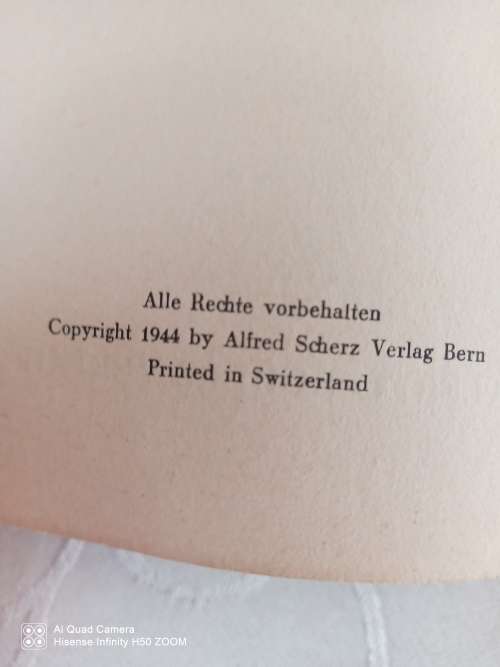 Alle Rechte vorbehalten
Copyright 1944 by Alfred Scherz Verlag Bern
Printed in Switzerland
AI Quad Camera
Hisense Infinity H50 ZOOM